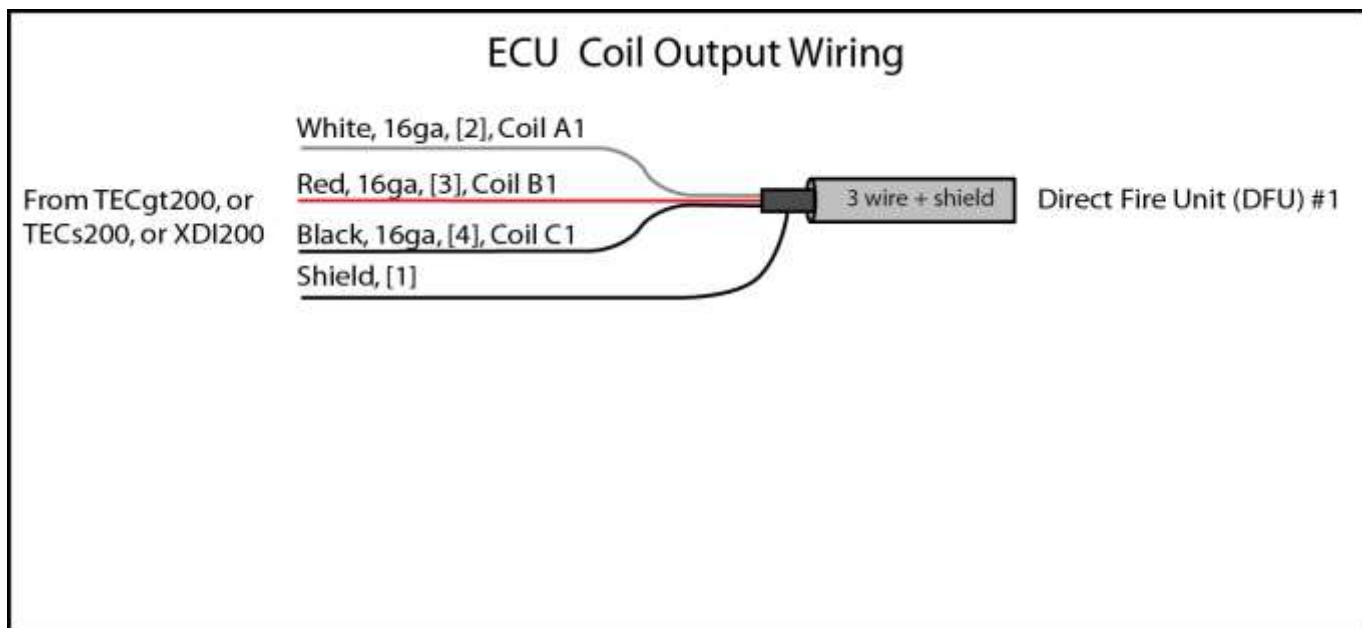 ECU Coil Output Wiring
White, 16ga, [2], Coil A1
From TECgt200, or
TECs200, or XDI200
Red, 16ga, [3], Coil B1
Black, 16ga, [4], Coil C1
Shield, [1]
3 wire + shield
Direct Fire Unit (DFU) #1